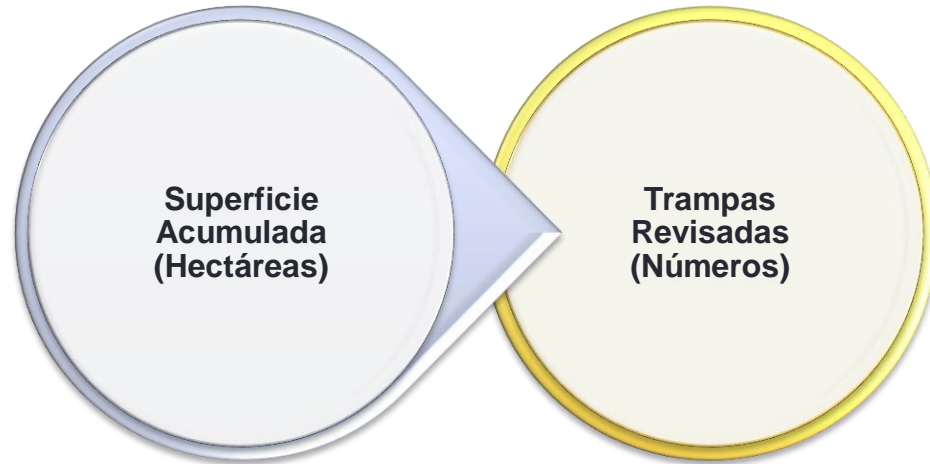 Superficie
Acumulada
(Hectáreas)
Trampas
Revisadas
(Números)